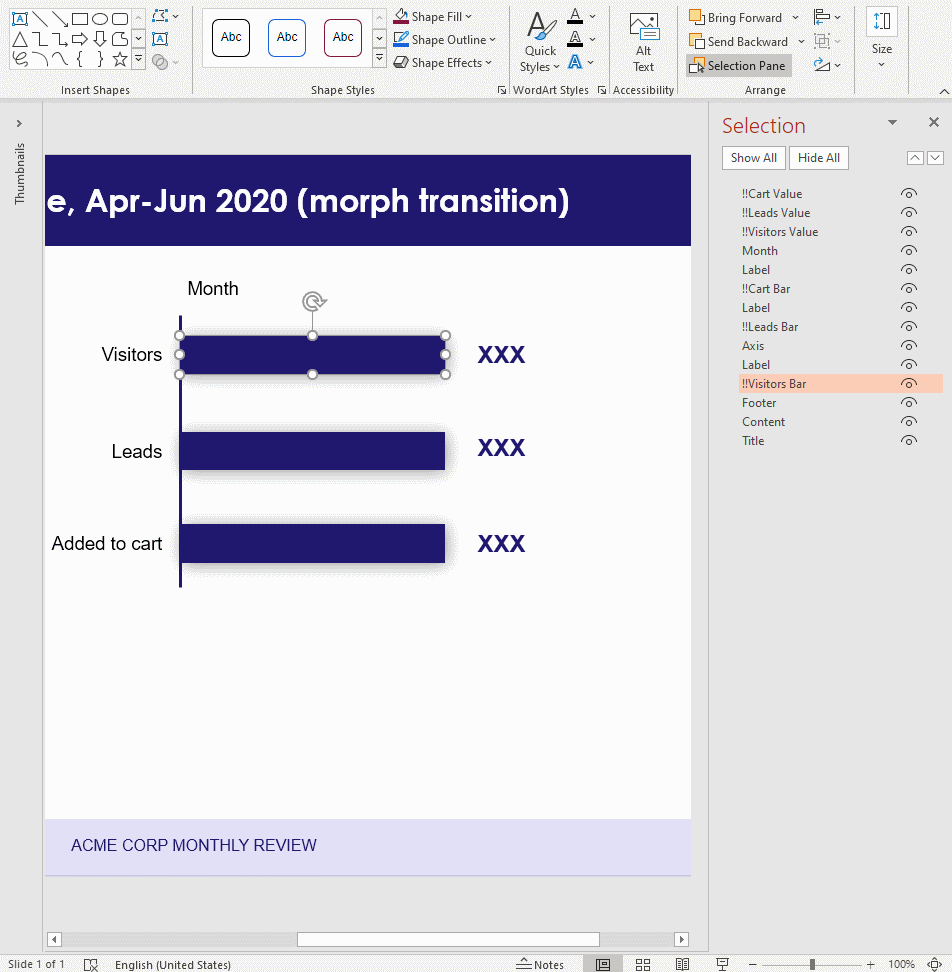 Abc
Abc
Abc
Shape Fill
Shape Outline
Shape Effects
Quick
Styles
A
A
A
Alt
Text
Bring Forward
Send Backward
Selection Pane
Size
Insert Shapes
Shape Styles
WordArt Styles
Accessibility
Arrange
Thumbnails
e, Apr-Jun 2020 (morph transition)
Month
Visitors
XXX
Leads
XXX
Added to cart
XXX
ACME CORP MONTHLY REVIEW
Selection
Show All
Hide All
!!Cart Value
!!Leads Value
!!Visitors Value
Month
Label
!!Cart Bar
Label
!!Leads Bar
Axis
Label
!!Visitors Bar
Footer
Content
Title
Slide 1 of 1
English (United States)
Notes
100%